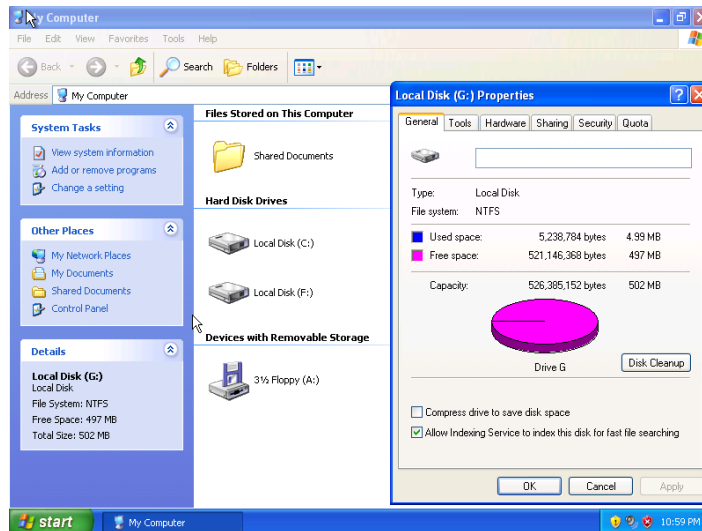 My Computer
File Edit View Favorites Tools Help
Back Search Folders
Address My Computer
System Tasks
View system information
Add or remove programs
Change a setting
Other Places
My Network Places
My Documents
Shared Documents
Control Panel
Details
Local Disk (G:)
Local Disk
File System: NTFS
Free Space: 497 MB
Total Size: 502 MB
Files Stored on This Computer
Shared Documents
Hard Disk Drives
Local Disk (C:)
Local Disk (F:)
Devices with Removable Storage
3½ Floppy (A:)
Local Disk (G:) Properties
General Tools Hardware Sharing Security Quota
Type: Local Disk
File system: NTFS
Used space: 5,238,784 bytes 4.99 MB
Free space: 521,146,368 bytes 497 MB
Capacity: 526,385,152 bytes 502 MB
Drive G
Disk Cleanup
Compress drive to save disk space
Allow Indexing Service to index this disk for fast file searching
OK Cancel Apply
start My Computer 10:59 PM